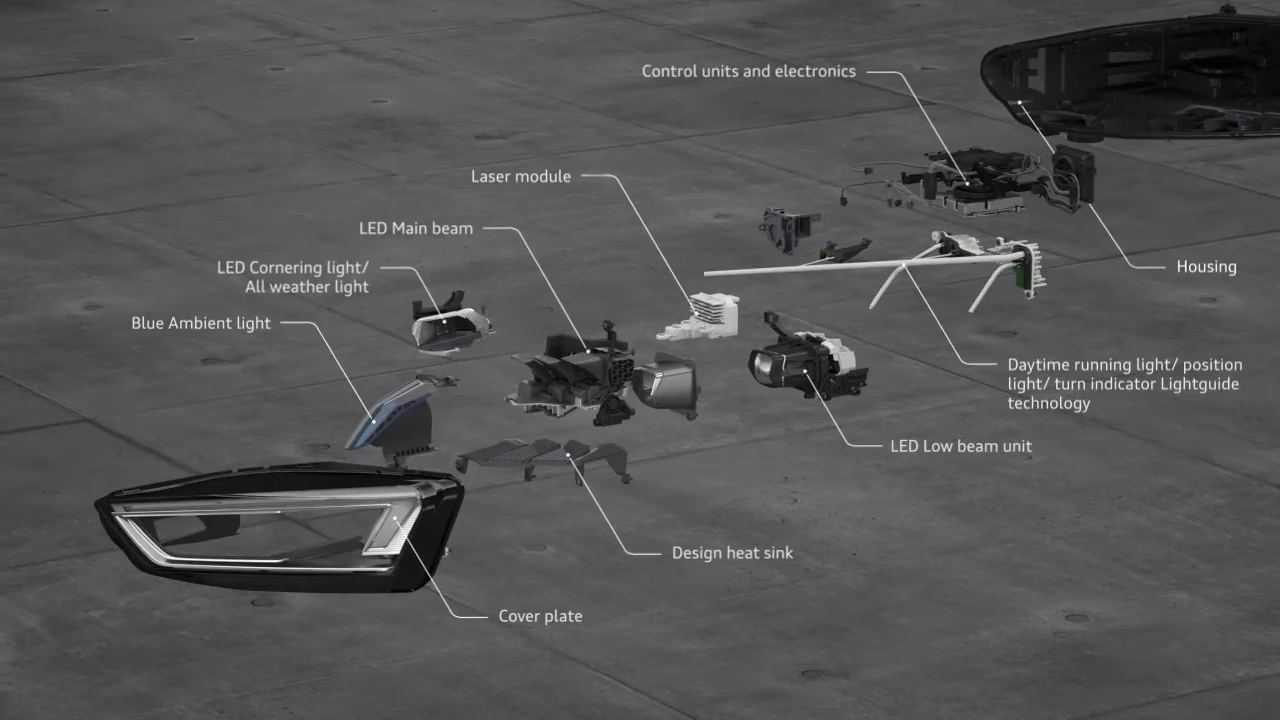 Control units and electronics
Laser module
LED Main beam
LED Cornering light/
All weather light
Housing
Blue Ambient light
Daytime running light/ position
light/ turn indicator Lightguide
technology
LED Low beam unit
Design heat sink
Cover plate